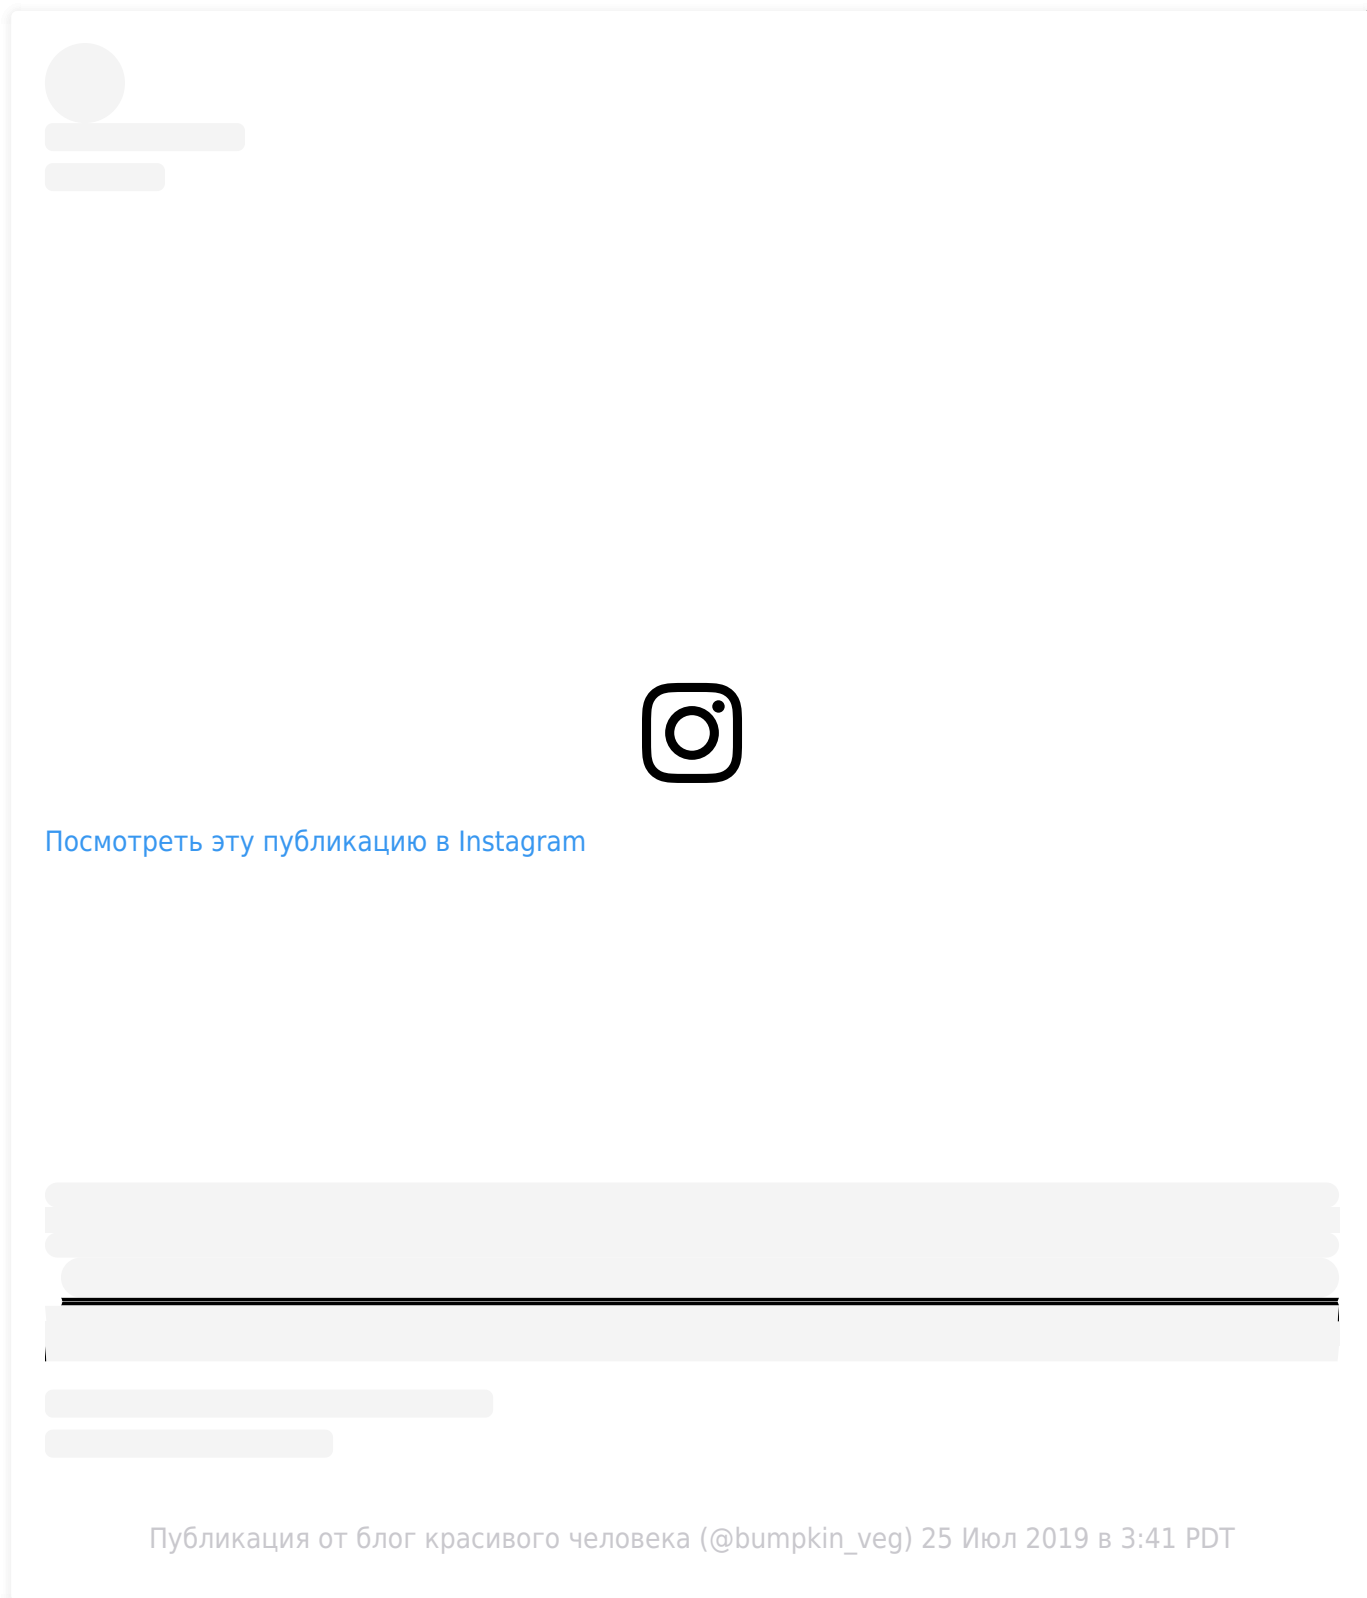 Посмотреть эту публикацию в Instagram
Публикация от блог красивого человека (@bumpkin_veg) 25 Июл 2019 в 3:41 PDT